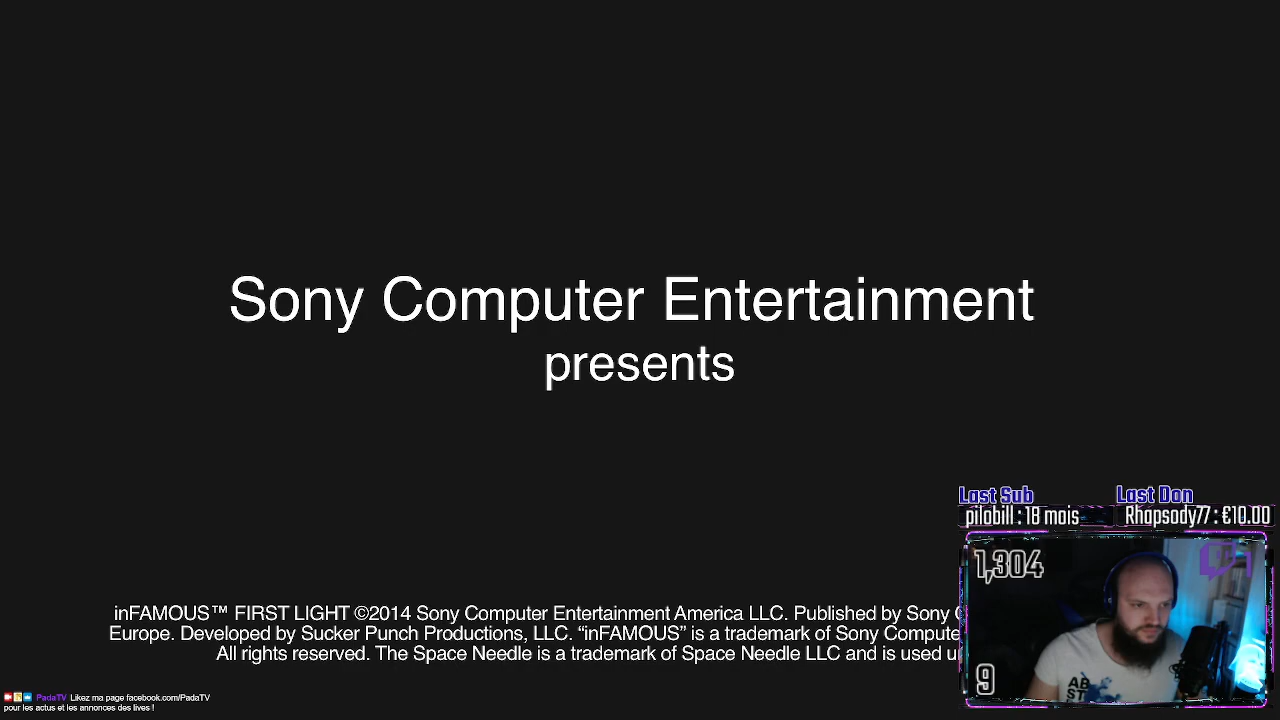 Sony Computer Entertainment
presents
Last Sub
Last Don
pilobill : 18 mois
Rhapsody77 : €10.00
1,304
inFAMOUS™ FIRST LIGHT ©2014 Sony Computer Entertainment America LLC. Published by Sony
Europe. Developed by Sucker Punch Productions, LLC. “inFAMOUS” is a trademark of Sony
All rights reserved. The Space Needle is a trademark of Space Needle LLC and is used
9
AB
ST
PadaTV Likez ma page facebook.com/PadaTV
pour les actus et les annonces des lives !